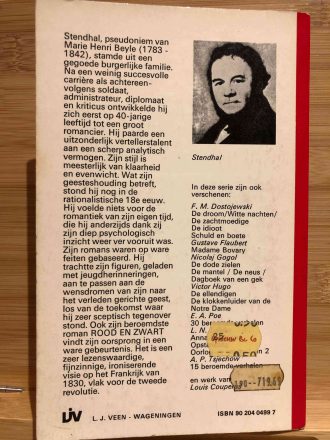 Stendhal, pseudoniem van
Marie Henri Beyle (1783 -
1842), stamde uit een
gegoede burgerlijke familie.
Na een weinig succesvolle
carrière als achtereen-
volgens soldaat,
administrateur, diplomaat
en kriticus ontwikkelde hij
zich eerst op 40-jarige
leeftijd tot een groot
romancier. Hij paarde een
uitzonderlijk vertellerstalent
aan een scherp analytisch
vermogen. Zijn stijl is
meesterlijk van klaarheid
en evenwicht. Wat zijn
geesteshouding betreft,
stond hij nog in de
rationalistische 18e eeuw.
Hij voelde niets voor de
romantiek van zijn eigen tijd,
die hij anderzijds dank zij
zijn diep psychologisch
inzicht weer ver vooruit was.
Zijn romans waren op ware
feiten gebaseerd. Hij
trachtte zijn figuren, geladen
met jeugdherinneringen,
aan te passen aan de
wensdromen van zijn naar
het verleden gerichte geest,
los van de toekomst waar
hij zeer sceptisch tegenover
stond. Ook zijn beroemdste
roman ROOD EN ZWART
vindt zijn oorsprong in een
ware gebeurtenis. Het is een
zeer lezenswaardige,
fijnzinnige, ironiserende
visie op het Frankrijk van
1830, vlak voor de tweede
revolutie.
Stendhal
In deze serie zijn ook
verschenen:
F. M. Dostojewski
De droom/Witte nachten/
De zachtmoedige
De idioot
Schuld en boete
Gustave Flaubert
Madame Bovary
Nicolaj Gogol
De dode zielen
De mantel / De neus /
Dagboek van een gek
Victor Hugo
De ellendigen
De klokkenluider van de
Notre Dame
E. A. Poe
30
L. N.
Anna
Oorlo 2
A. P. Tsjechow
15 beroemde verhalen
en werk van
Louis Coupe
LJV
L. J. VEEN - WAGENINGEN
ISBN 90 204 0499 7